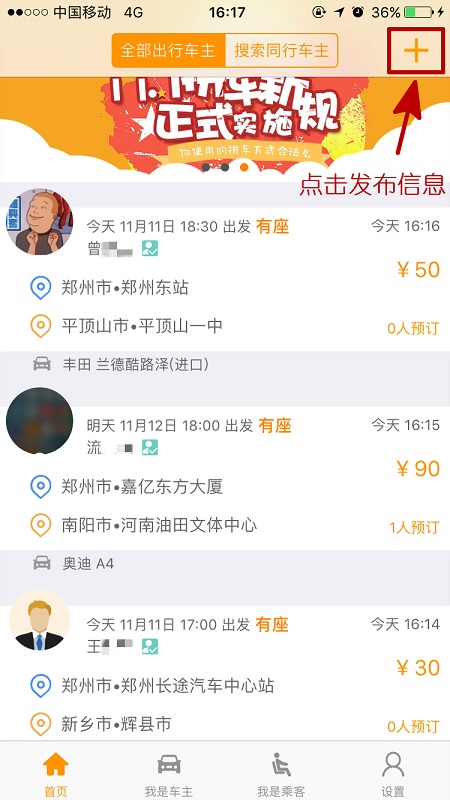 中国移动 4G 16:17 36%
全部出行车主 搜索同行车主
11.1拼车新
正式实施规
你使用的拼车方式合法么
点击发布信息
今天 11月11日 18:30 出发 有座 今天 16:16
曾
¥50
郑州市•郑州东站
平顶山市•平顶山一中 0人预订
丰田 兰德酷路泽(进口)
明天 11月12日 18:00 出发 有座 今天 16:15
流
¥90
郑州市•嘉亿东方大厦
南阳市•河南油田文体中心 1人预订
奥迪 A4
今天 11月11日 17:00 出发 有座 今天 16:14
王
¥30
郑州市•郑州长途汽车中心站
新乡市•辉县市 0人预订
首页 我是车主 我是乘客 设置